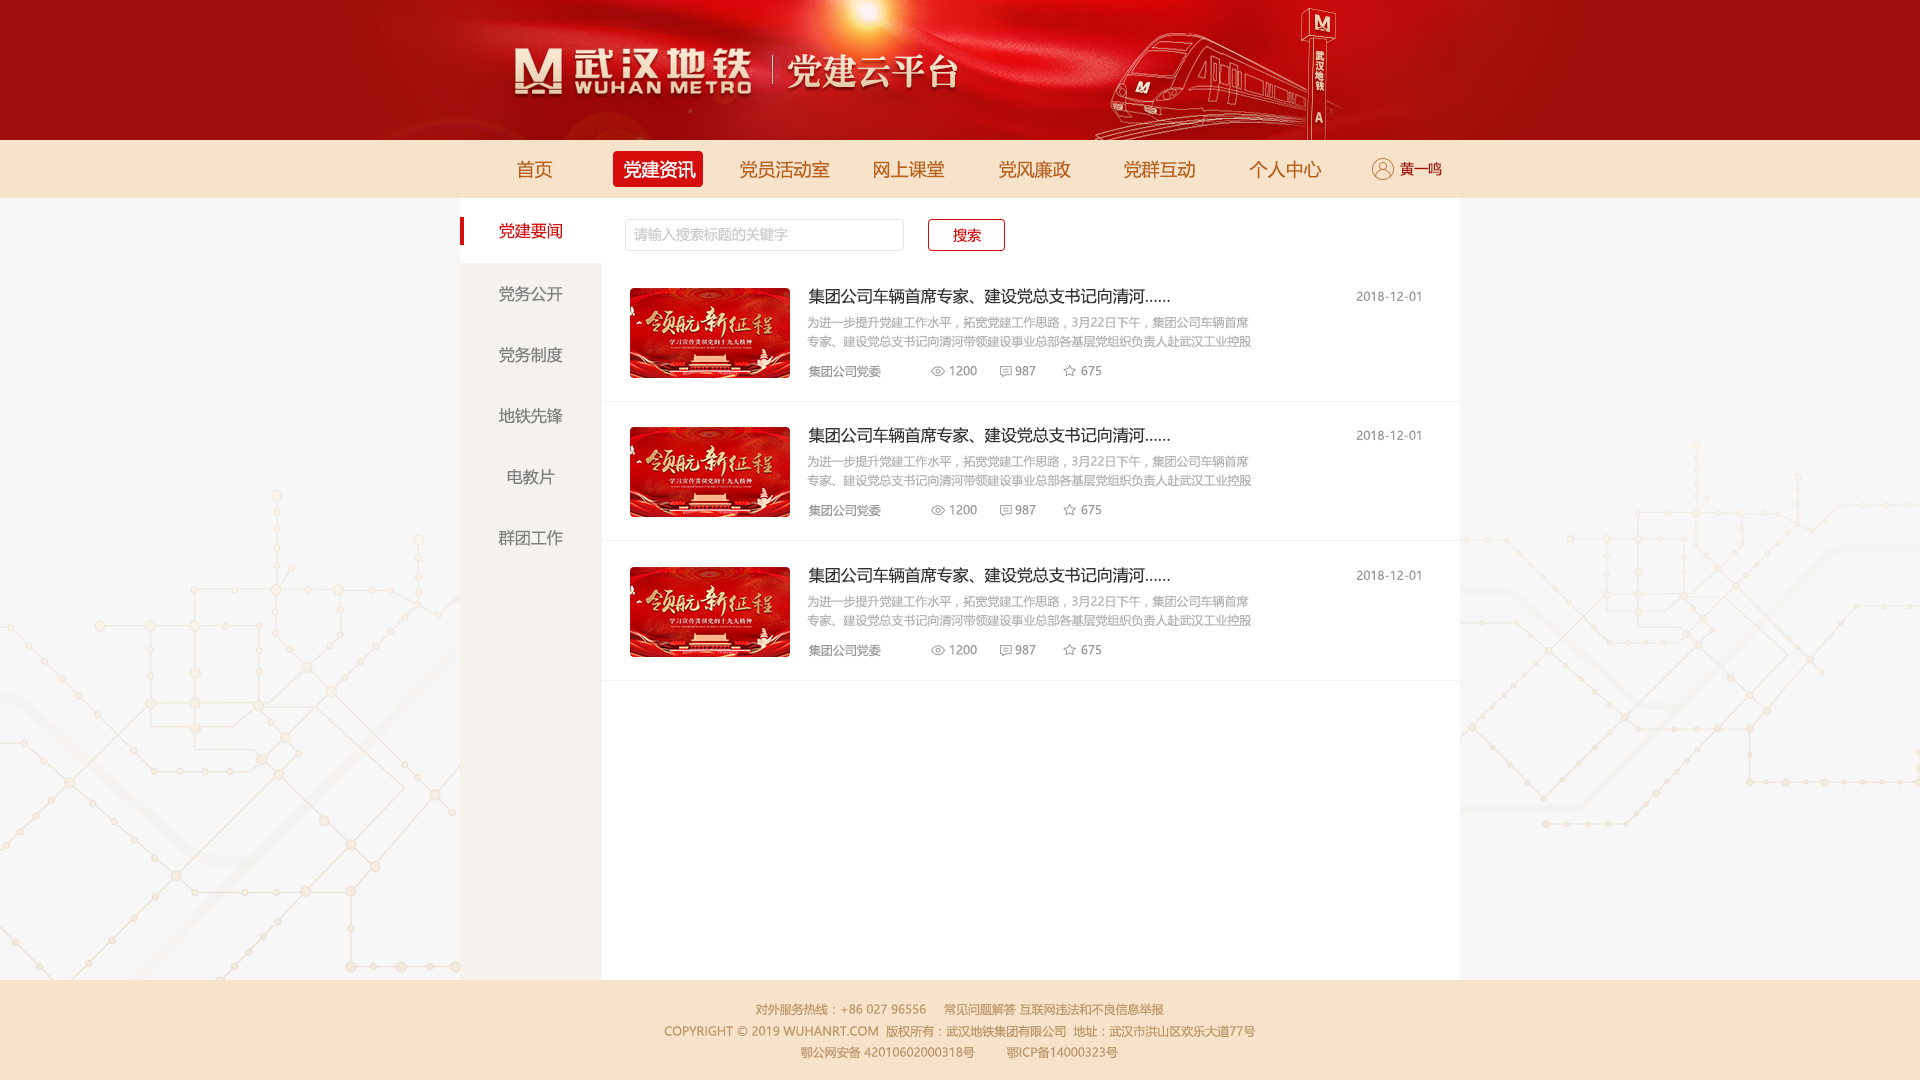 武汉地铁 党建云平台
WUHAN METRO
M
武汉地铁
A
首页 党建资讯 党员活动室 网上课堂 党风廉政 党群互动 个人中心 黄一鸣
党建要闻
党务公开
党务制度
地铁先锋
电教片
群团工作
请输入搜索标题的关键字 搜索
领航新征程
学习宣传贯彻党的十九大精神
集团公司车辆首席专家、建设党总支书记向清河...... 2018-12-01
为进一步提升党建工作水平，拓宽党建工作思路，3月22日下午，集团公司车辆首席
专家、建设党总支书记向清河带领建设事业总部各基层党组织负责人赴武汉工业控股
集团公司党委 1200 987 675
领航新征程
学习宣传贯彻党的十九大精神
集团公司车辆首席专家、建设党总支书记向清河...... 2018-12-01
为进一步提升党建工作水平，拓宽党建工作思路，3月22日下午，集团公司车辆首席
专家、建设党总支书记向清河带领建设事业总部各基层党组织负责人赴武汉工业控股
集团公司党委 1200 987 675
领航新征程
学习宣传贯彻党的十九大精神
集团公司车辆首席专家、建设党总支书记向清河...... 2018-12-01
为进一步提升党建工作水平，拓宽党建工作思路，3月22日下午，集团公司车辆首席
专家、建设党总支书记向清河带领建设事业总部各基层党组织负责人赴武汉工业控股
集团公司党委 1200 987 675
对外服务热线：+86 027 96556 常见问题解答 互联网违法和不良信息举报
COPYRIGHT © 2019 WUHANRT.COM 版权所有：武汉地铁集团有限公司 地址：武汉市洪山区欢乐大道77号
鄂公网安备 42010602000318号 鄂ICP备14000323号